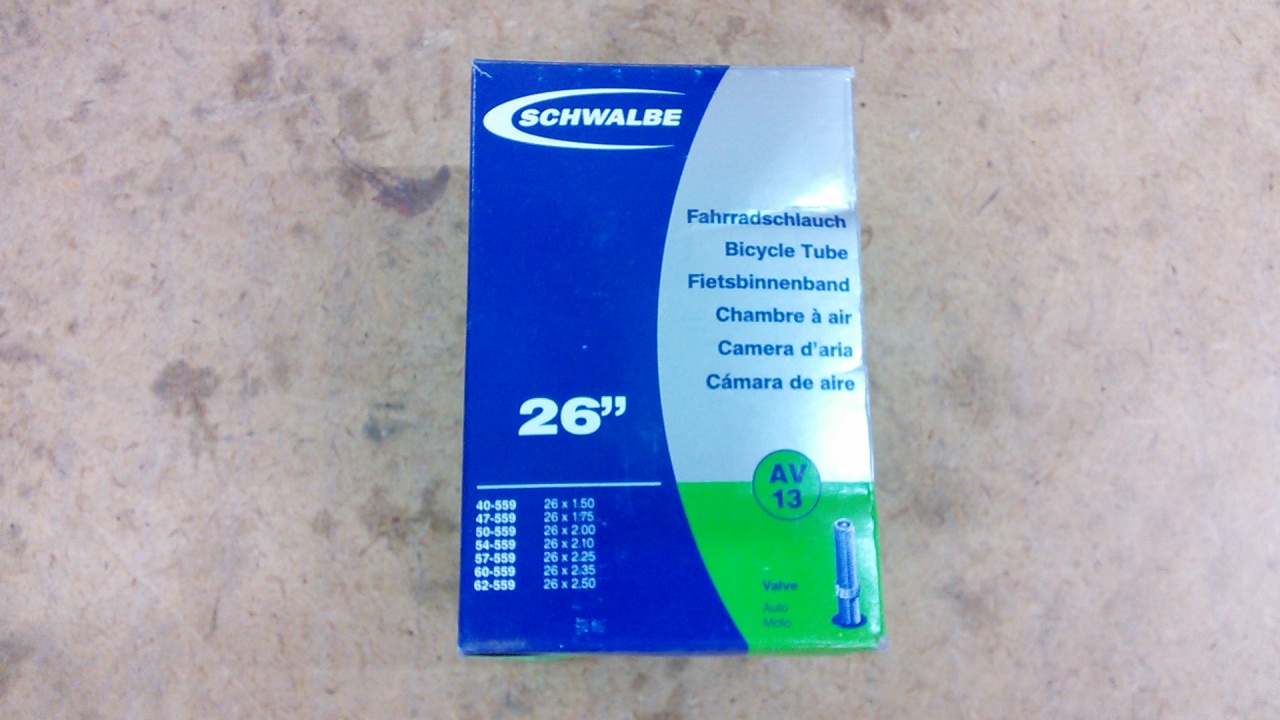 SCHWALBE
Fahrradschlauch
Bicycle Tube
Fietsbinnenband
Chambre à air
Camera d'aria
Cámara de aire
26”
AV
13
40-559 26 x 1.50
47-559 26 x 1.75
50-559 26 x 2.00
54-559 26 x 2.10
57-559 26 x 2.25
60-559 26 x 2.35
62-559 26 x 2.50
Valve
Auto
Moto